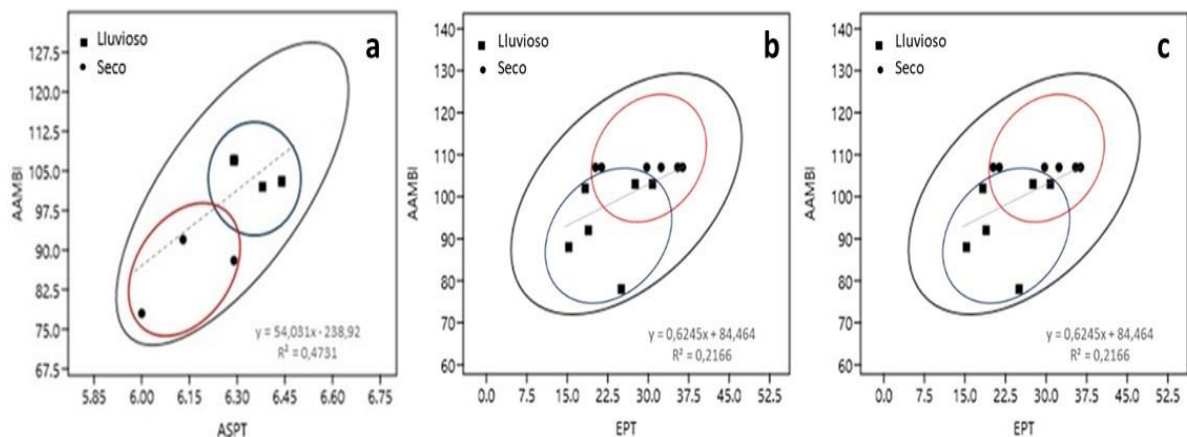 a
■ Lluvioso
● Seco
127.5
120.0
112.5
105.0
97.5
90.0
82.5
75.0
67.5
AAMBI
y = 54,031x - 238,92
R² = 0,4731
5.85 6.00 6.15 6.30 6.45 6.60 6.75
ASPT
b
■ Lluvioso
● Seco
140
130
120
110
100
90
80
70
60
AAMBI
y = 0,6245x + 84,464
R² = 0,2166
0.0 7.5 15.0 22.5 30.0 37.5 45.0 52.5
EPT
c
■ Lluvioso
● Seco
140
130
120
110
100
90
80
70
60
AAMBI
y = 0,6245x + 84,464
R² = 0,2166
0.0 7.5 15.0 22.5 30.0 37.5 45.0 52.5
EPT